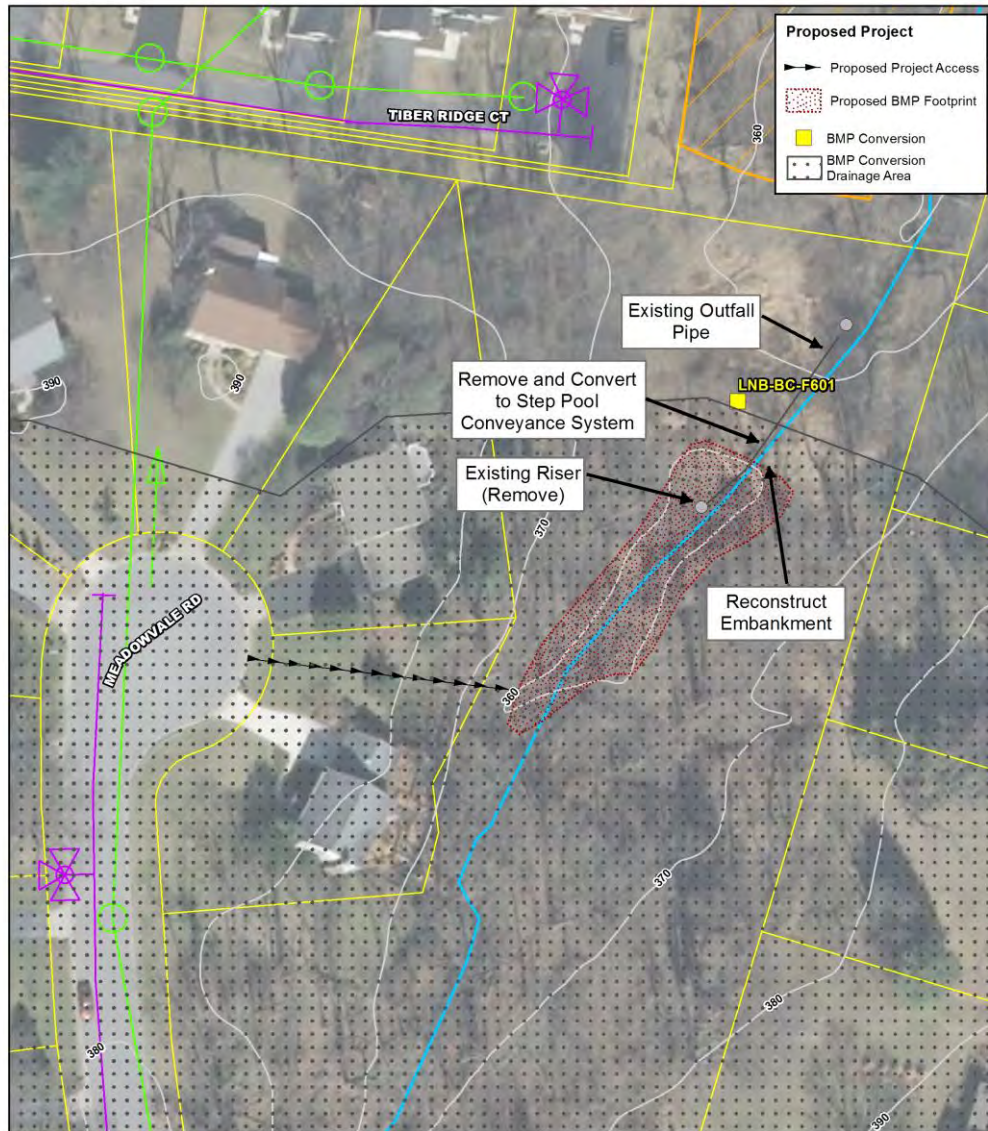 Proposed Project
Proposed Project Access
Proposed BMP Footprint
BMP Conversion
BMP Conversion
Drainage Area
TIBER RIDGE CT
360
Existing Outfall
Pipe
390
390
LNB-BC-F601
Remove and Convert
to Step Pool
Conveyance System
Existing Riser
(Remove)
370
Reconstruct
Embankment
MEADOWVALE RD
360
370
380
380
390